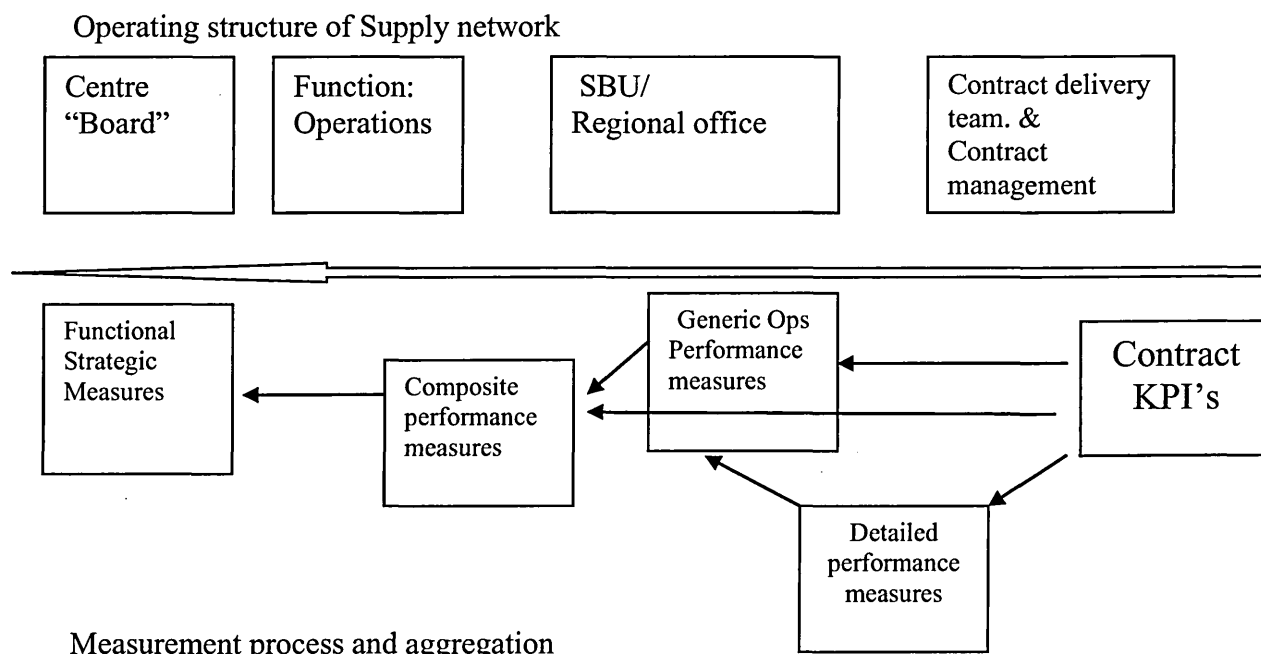 Operating structure of Supply network
Centre
“Board”
Function:
Operations
SBU/
Regional office
Contract delivery
team. &
Contract
management
Functional
Strategic
Measures
Composite
performance
measures
Generic Ops
Performance
measures
Contract
KPI’s
Detailed
performance
measures
Measurement process and aggregation